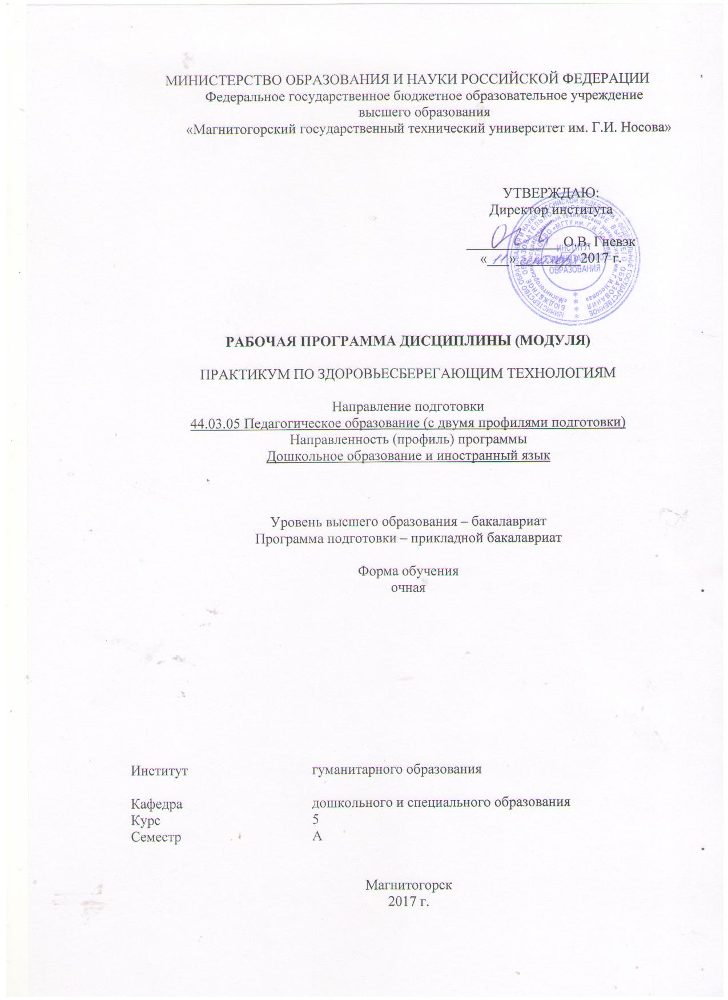 МИНИСТЕРСТВО ОБРАЗОВАНИЯ И НАУКИ РОССИЙСКОЙ ФЕДЕРАЦИИ
Федеральное государственное бюджетное образовательное учреждение
высшего образования
«Магнитогорский государственный технический университет им. Г.И. Носова»
УТВЕРЖДАЮ:
Директор института
О.В. Гневэк
«11» сентября 2017 г.
ИНСТИТУТ
ГУМАНИТАРНОГО
ОБРАЗОВАНИЯ
РАБОЧАЯ ПРОГРАММА ДИСЦИПЛИНЫ (МОДУЛЯ)
ПРАКТИКУМ ПО ЗДОРОВЬЕСБЕРЕГАЮЩИМ ТЕХНОЛОГИЯМ
Направление подготовки
44.03.05 Педагогическое образование (с двумя профилями подготовки)
Направленность (профиль) программы
Дошкольное образование и иностранный язык
Уровень высшего образования – бакалавриат
Программа подготовки – прикладной бакалавриат
Форма обучения
очная
Институт гуманитарного образования
Кафедра дошкольного и специального образования
Курс 5
Семестр А
Магнитогорск
2017 г.